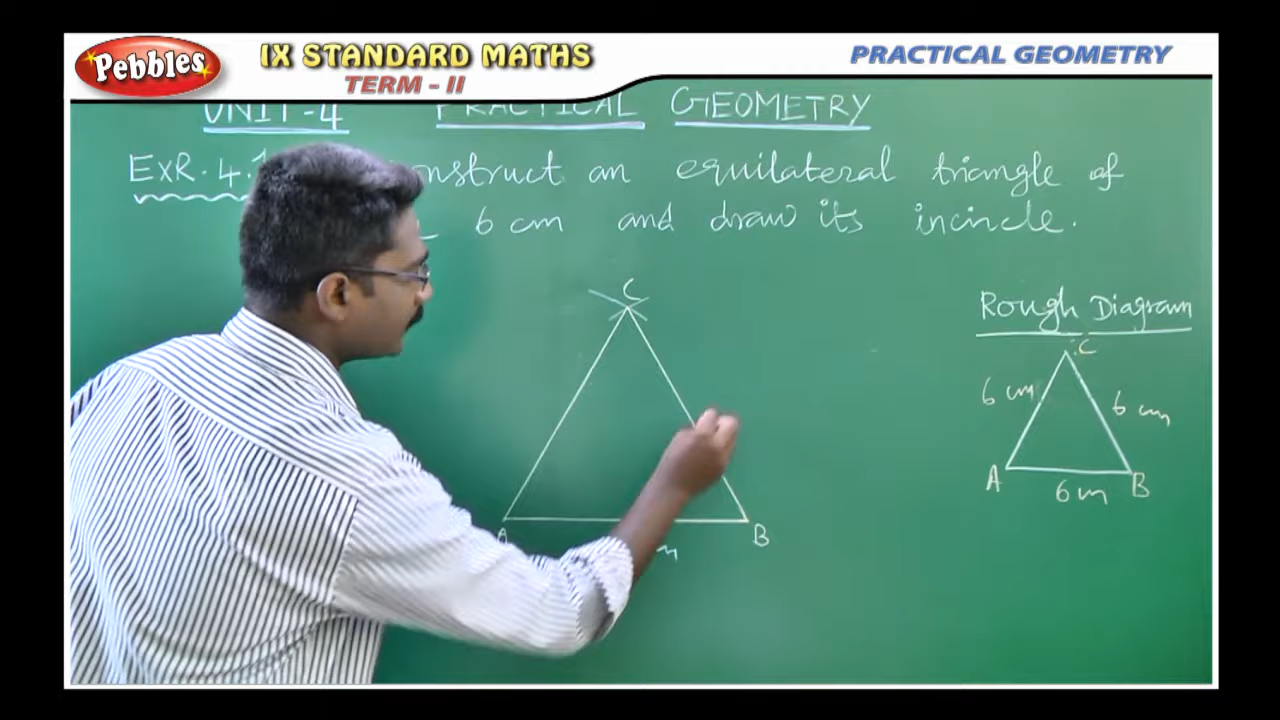 Pebbles
IX STANDARD MATHS
TERM - II
PRACTICAL GEOMETRY
UNIT-4 PRACTICAL GEOMETRY
EXR.4.1 onstruct an equilateral triangle of
6 cm and draw its incircle.
C
A
B
m
Rough Diagram
C
6 cm
6 cm
A
B
6 cm